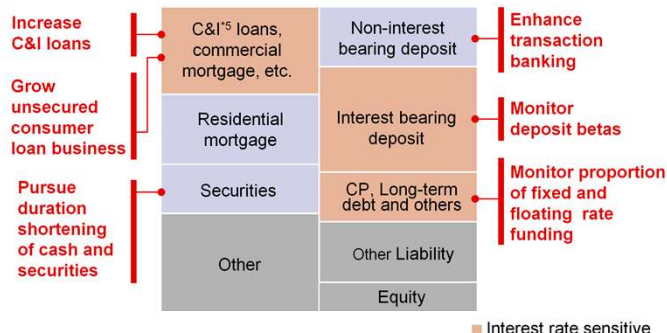 Increase
C&I loans
Grow
unsecured
consumer
loan business
Pursue
duration
shortening
of cash and
securities
C&I*5 loans,
commercial
mortgage, etc.
Residential
mortgage
Securities
Other
Non-interest
bearing deposit
Interest bearing
deposit
CP, Long-term
debt and others
Other Liability
Equity
Enhance
transaction
banking
Monitor
deposit betas
Monitor proportion
of fixed and
floating rate
funding
Interest rate sensitive